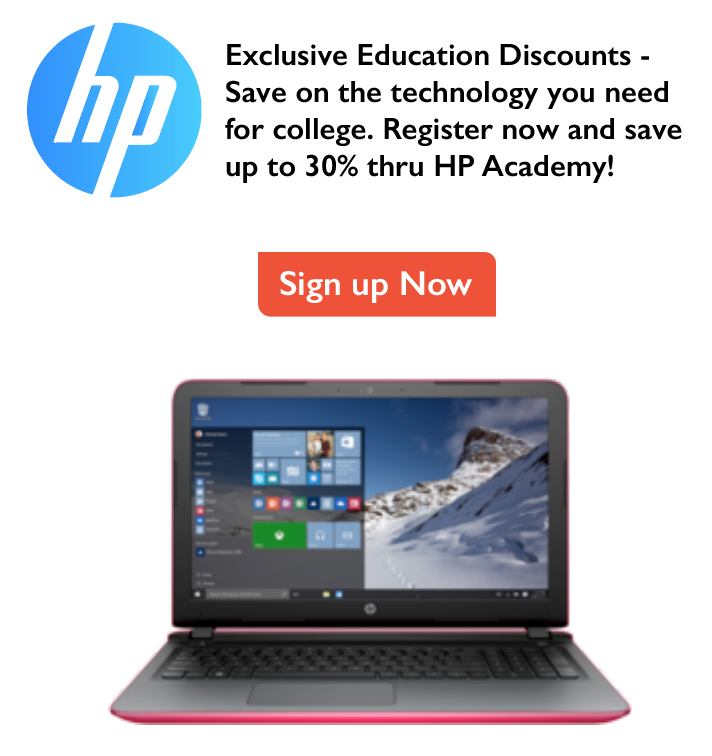 hp
Exclusive Education Discounts -
Save on the technology you need
for college. Register now and save
up to 30% thru HP Academy!
Sign up Now
hp